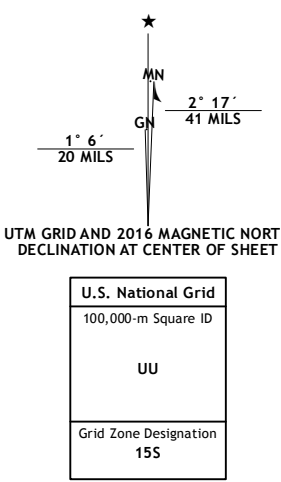 MN
2° 17´
41 MILS
GN
1° 6´
20 MILS
UTM GRID AND 2016 MAGNETIC NORT
DECLINATION AT CENTER OF SHEET
U.S. National Grid
100,000-m Square ID
UU
Grid Zone Designation
15S